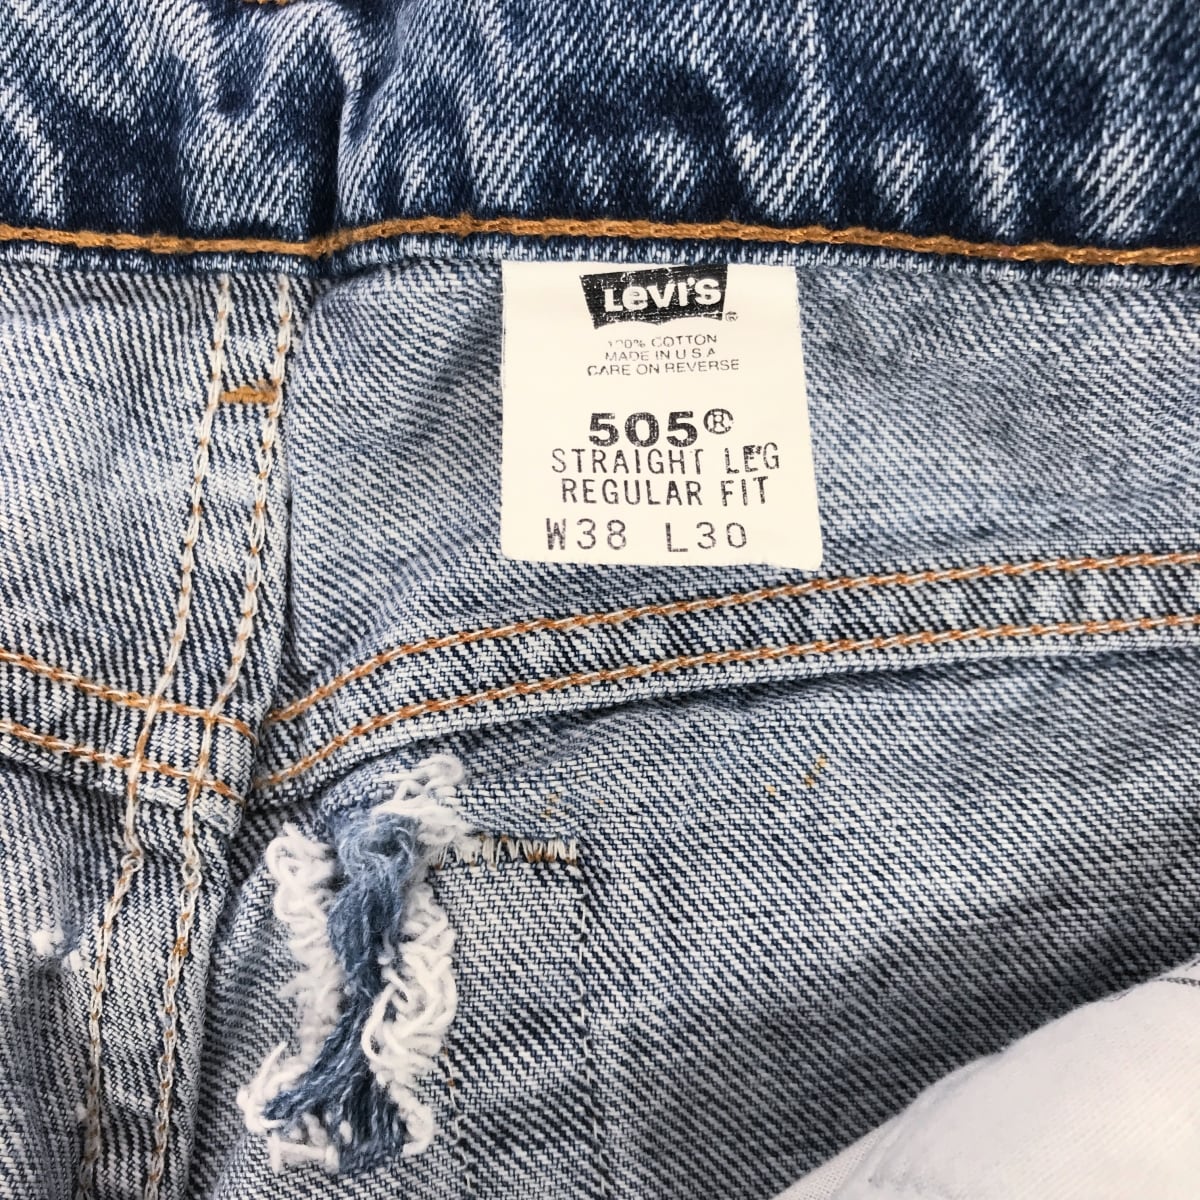 LEVI'S ®
100% COTTON
MADE IN U.S.A
CARE ON REVERSE
505®
STRAIGHT LEG
REGULAR FIT
W38 L30